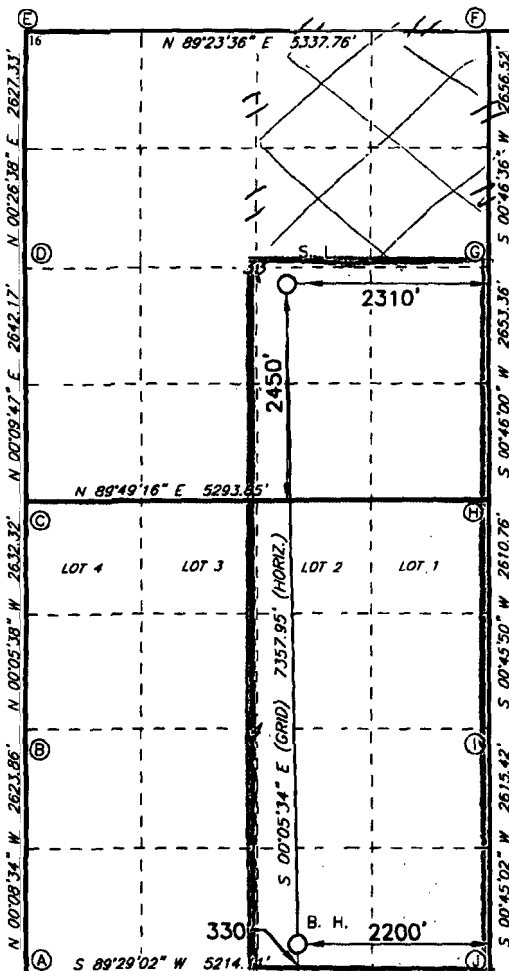 E
F
16
N 89°23'36" E 5337.76'
N 00°26'38" E 2627.33'
S 00°46'36" W 2656.52'
D
S. L.
G
2310'
N 00°09'47" E 2642.17'
2450'
S 00°46'00" W 2653.36'
N 89°49'16" E 5293.85'
C
H
LOT 4
LOT 3
LOT 2
LOT 1
N 00°05'38" W 2632.32'
S 00°05'34" E (GRID) 7357.95' (HORIZ.)
S 00°45'50" W 2610.76'
B
I
N 00°08'34" W 2623.86'
S 00°45'02" W 2615.42'
B. H.
330
2200'
A
S 89°29'02" W
J